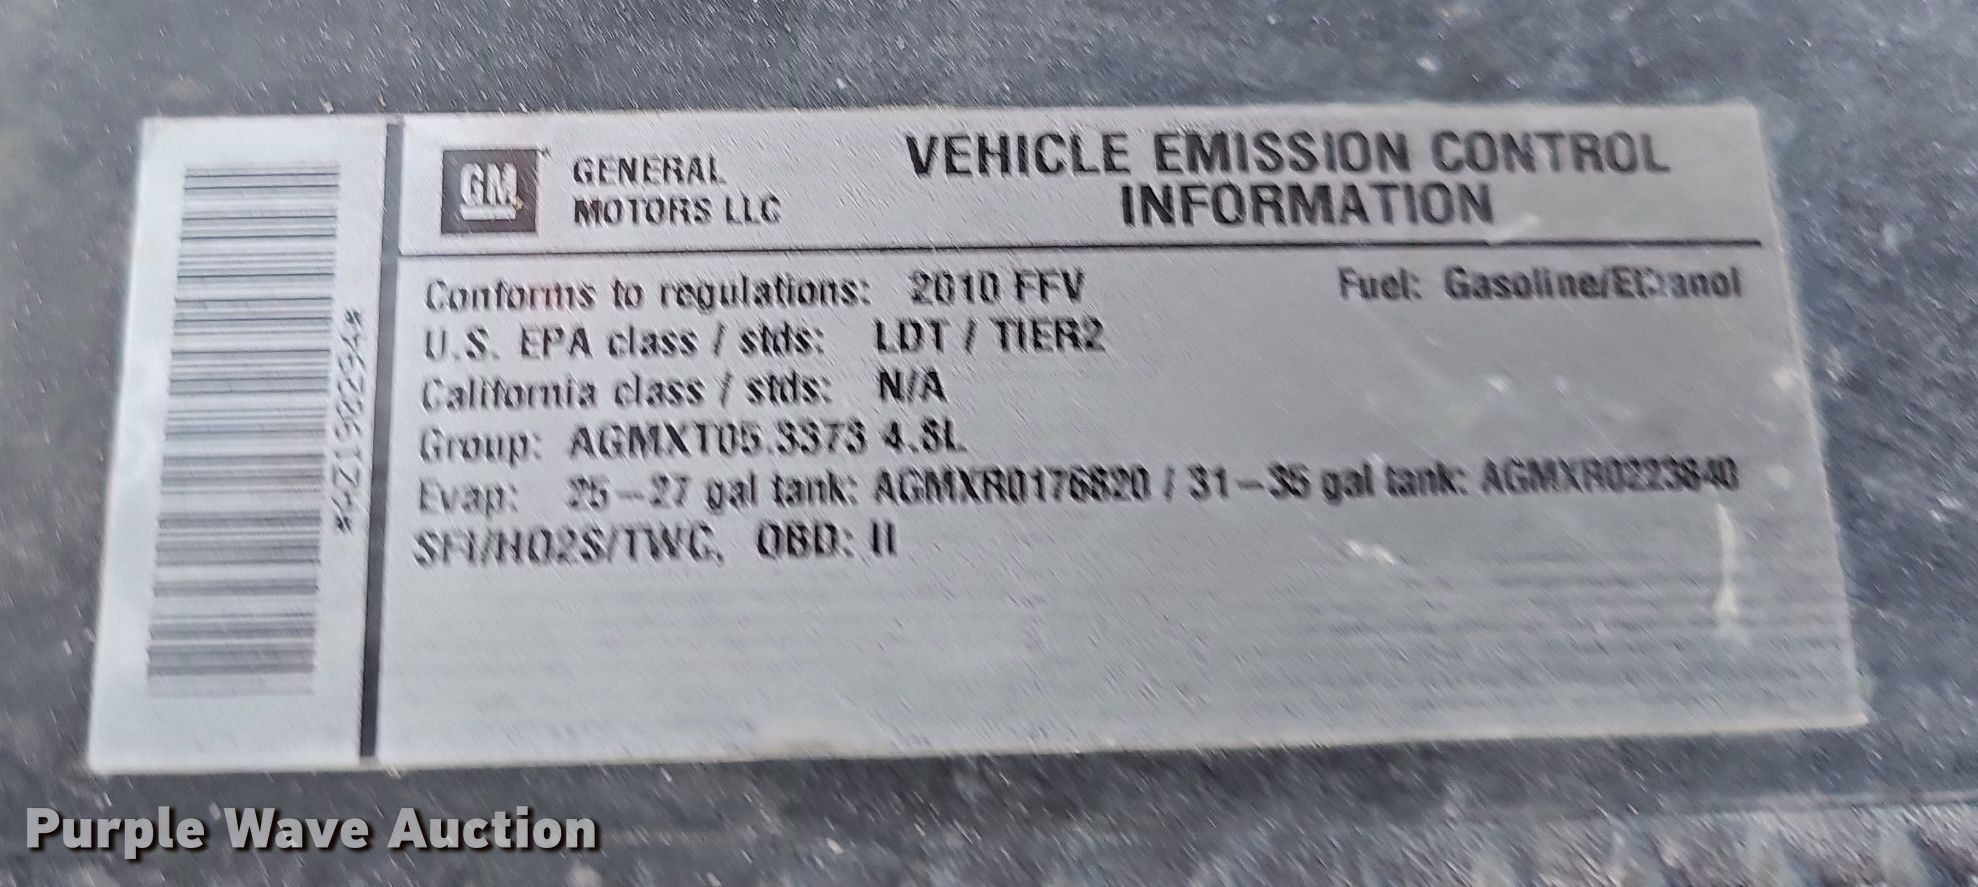 GM
GENERAL
MOTORS LLC
VEHICLE EMISSION CONTROL
INFORMATION
Conforms to regulations: 2010 FFV
Fuel: Gasoline/Ethanol
U.S. EPA class / stds: LDT / TIER2
California class / stds: N/A
Group: AGMXT05.3373 4.8L
Evap: 25-27 gal tank: AGMXR0176820 / 31-35 gal tank: AGMXR0223640
SFI/HO2S/TWC, OBD: II
Purple Wave Auction